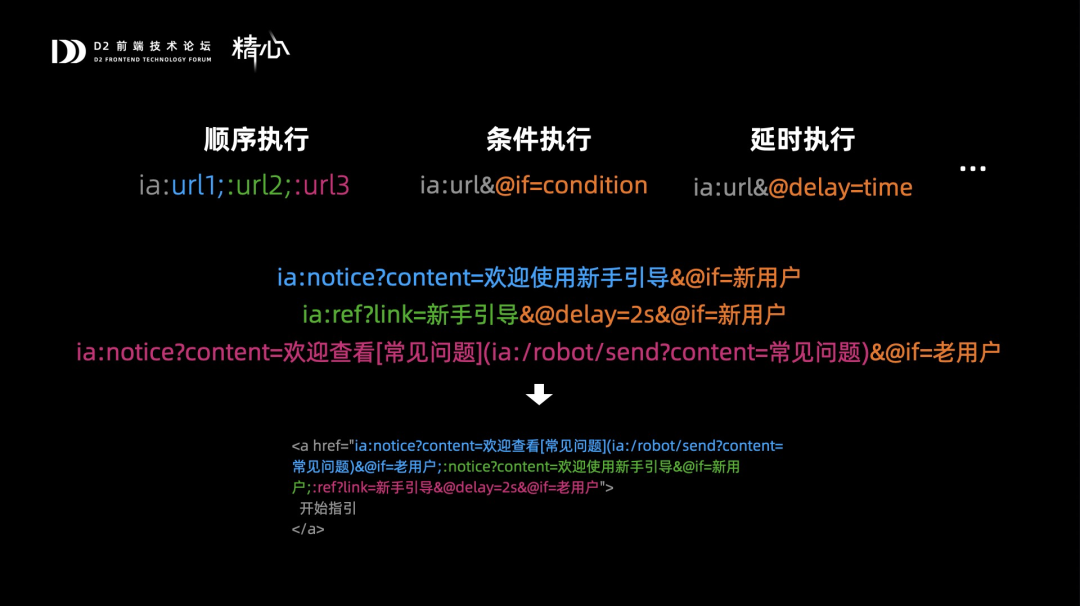 D2 前端技术论坛
D2 FRONTEND TECHNOLOGY FORUM
精心
顺序执行 条件执行 延时执行
ia:url1;:url2;:url3 ia:url&@if=condition ia:url&@delay=time ...
ia:notice?content=欢迎使用新手引导&@if=新用户
ia:ref?link=新手引导&@delay=2s&@if=新用户
ia:notice?content=欢迎查看[常见问题](ia:/robot/send?content=常见问题)&@if=老用户
<a href="ia:notice?content=欢迎查看[常见问题](ia:/robot/send?content=
常见问题)&@if=老用户;:notice?content=欢迎使用新手引导&@if=新用
户;:ref?link=新手引导&@delay=2s&@if=老用户">
开始指引
</a>